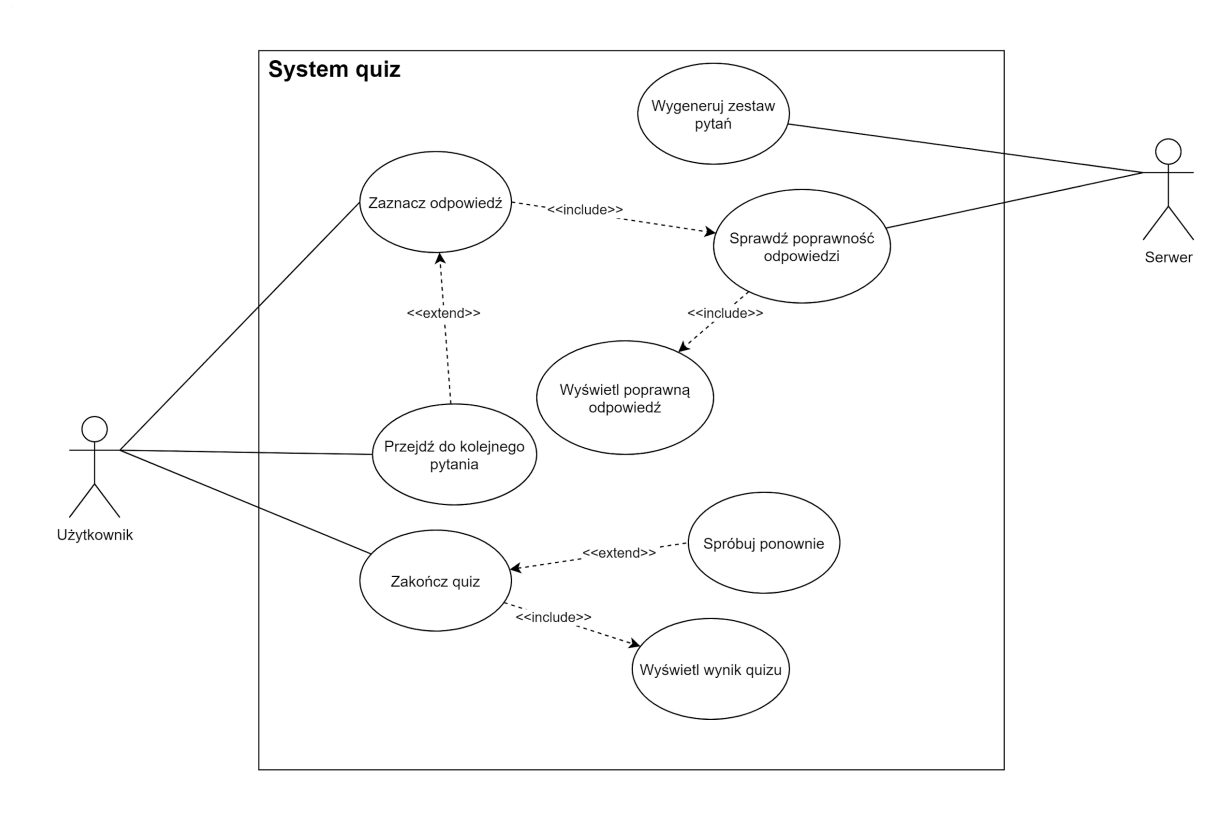 System quiz
Wygeneruj zestaw
pytań
Zaznacz odpowiedź
<<include>>
Sprawdź poprawność
odpowiedzi
Serwer
<<extend>>
<<include>>
Wyświetl poprawną
odpowiedź
Przejdź do kolejnego
pytania
Użytkownik
Spróbuj ponownie
<<extend>>
Zakończ quiz
<<include>>
Wyświetl wynik quizu